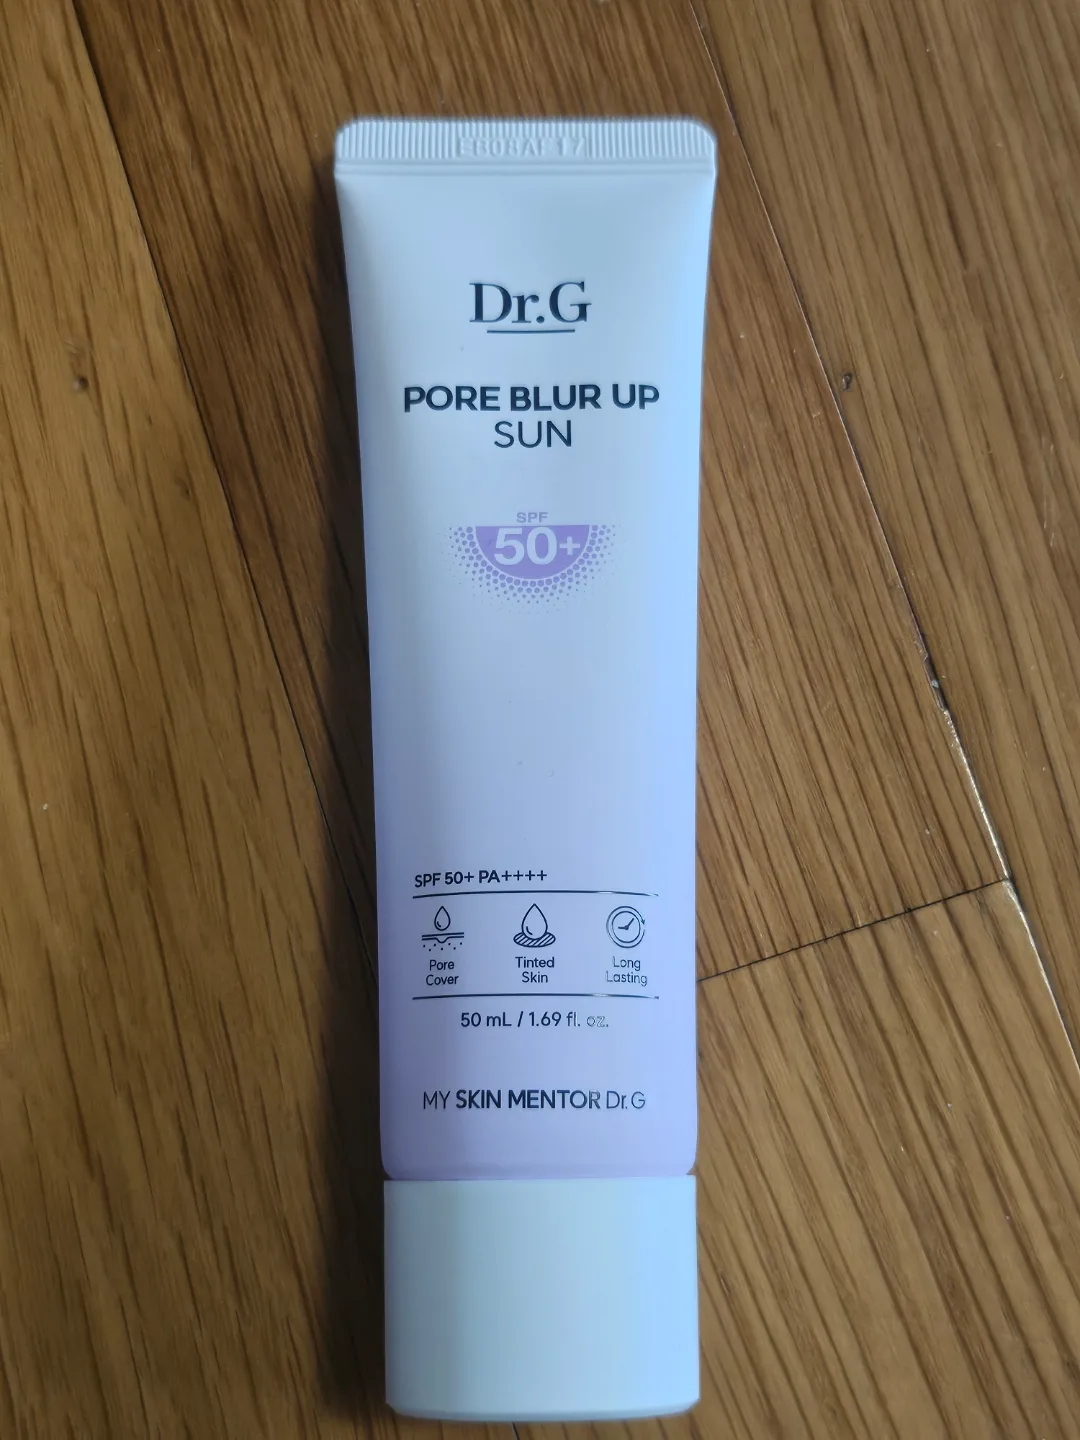 Dr.G
PORE BLUR UP
SUN
SPF
50+
SPF 50+ PA++++
Pore
Cover
Tinted
Skin
Long
Lasting
50 mL / 1.69 fl. oz.
MY SKIN MENTOR Dr.G